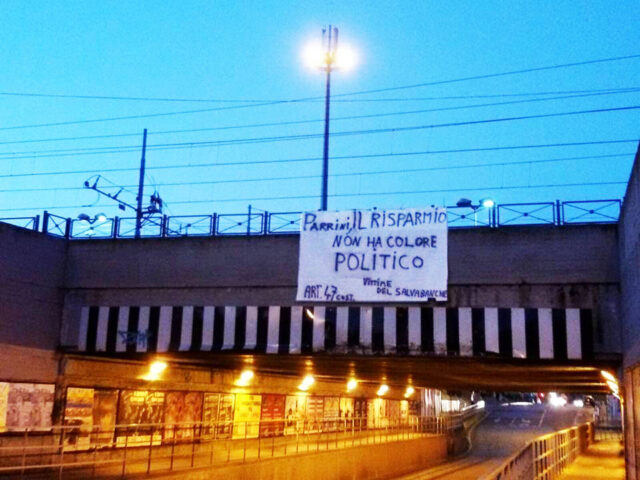 PARRINI, IL RISPARMIO
NON HA COLORE
POLITICO
VITTIME
DEL SALVABANCHE
ART. 47 COST.